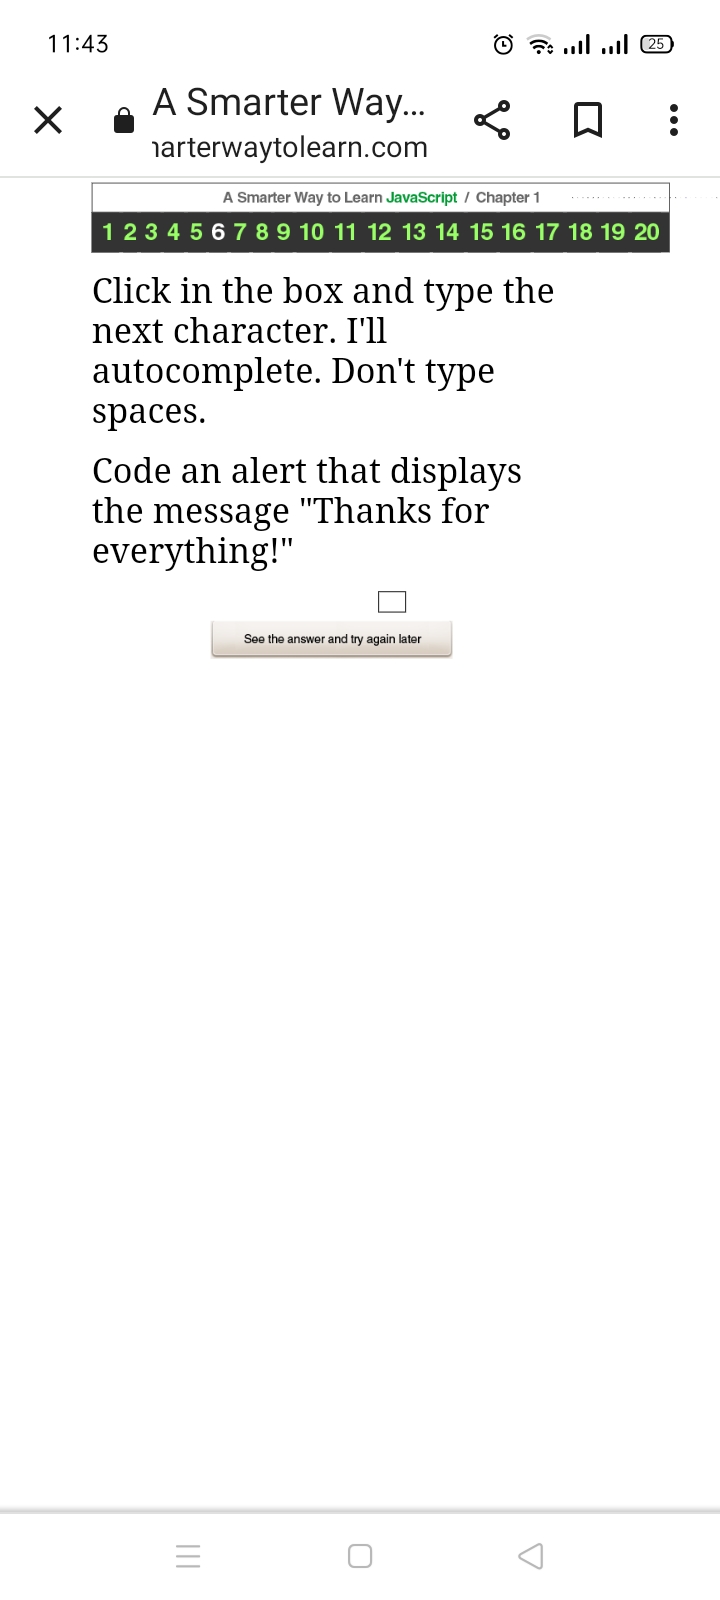 11:43
25
A Smarter Way...
narterwaytolearn.com
A Smarter Way to Learn JavaScript / Chapter 1
1 2 3 4 5 6 7 8 9 10 11 12 13 14 15 16 17 18 19 20
Click in the box and type the
next character. I'll
autocomplete. Don't type
spaces.
Code an alert that displays
the message "Thanks for
everything!"
See the answer and try again later